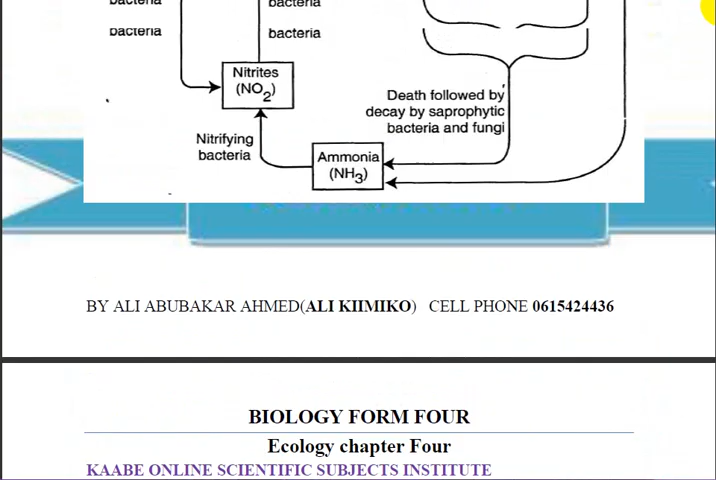 bacteria
bacteria
bacteria
bacteria
Nitrites
(NO2)
Death followed by
decay by saprophytic
bacteria and fungi
Nitrifying
bacteria
Ammonia
(NH3)
BY ALI ABUBAKAR AHMED(ALI KIIMIKO) CELL PHONE 0615424436
BIOLOGY FORM FOUR
Ecology chapter Four
KAABE ONLINE SCIENTIFIC SUBJECTS INSTITUTE